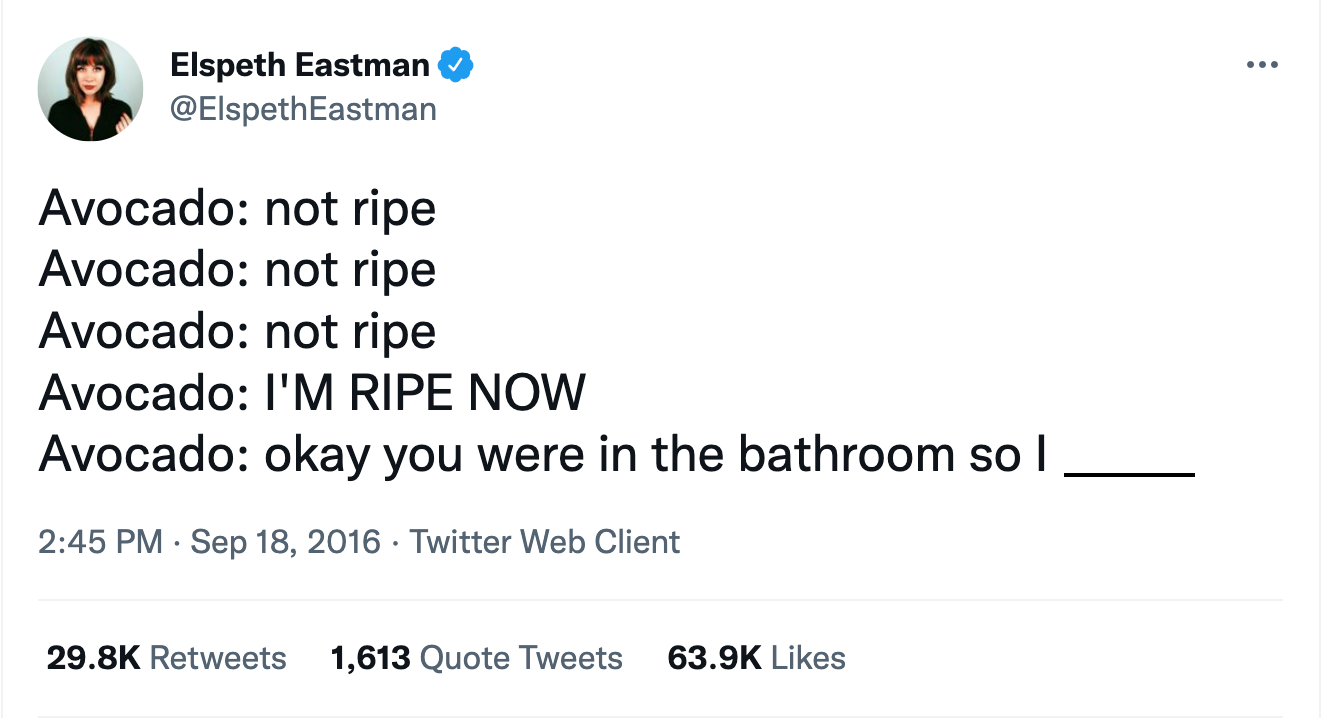 Elspeth Eastman
@ElspethEastman
Avocado: not ripe
Avocado: not ripe
Avocado: not ripe
Avocado: I'M RIPE NOW
Avocado: okay you were in the bathroom so I _____
2:45 PM · Sep 18, 2016 · Twitter Web Client
29.8K Retweets 1,613 Quote Tweets 63.9K Likes